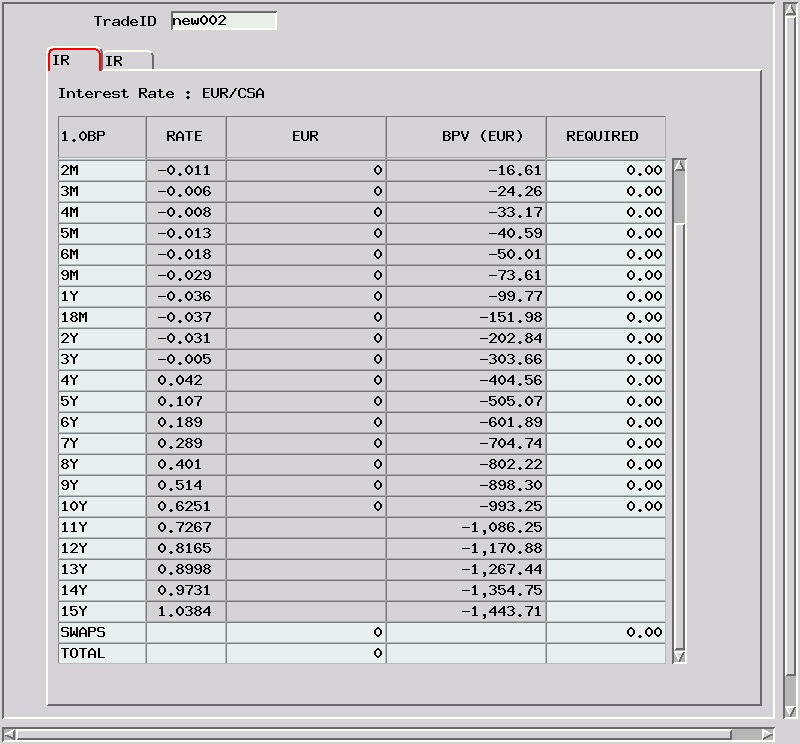 TradeID new002
IR IR
Interest Rate : EUR/CSA
1.0BP RATE EUR BPV (EUR) REQUIRED
2M -0.011 0 -16.61 0.00
3M -0.006 0 -24.26 0.00
4M -0.008 0 -33.17 0.00
5M -0.013 0 -40.59 0.00
6M -0.018 0 -50.01 0.00
9M -0.029 0 -73.61 0.00
1Y -0.036 0 -99.77 0.00
18M -0.037 0 -151.98 0.00
2Y -0.031 0 -202.84 0.00
3Y -0.005 0 -303.66 0.00
4Y 0.042 0 -404.56 0.00
5Y 0.107 0 -505.07 0.00
6Y 0.189 0 -601.89 0.00
7Y 0.289 0 -704.74 0.00
8Y 0.401 0 -802.22 0.00
9Y 0.514 0 -898.30 0.00
10Y 0.6251 0 -993.25 0.00
11Y 0.7267 -1,086.25
12Y 0.8165 -1,170.88
13Y 0.8998 -1,267.44
14Y 0.9731 -1,354.75
15Y 1.0384 -1,443.71
SWAPS 0 0.00
TOTAL 0